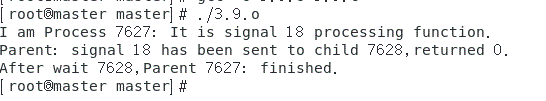 [root@master master]# ./3.9.o
I am Process 7627: It is signal 18 processing function.
Parent: signal 18 has been sent to child 7628,returned 0.
After wait 7628,Parent 7627: finished.
[root@master master]#